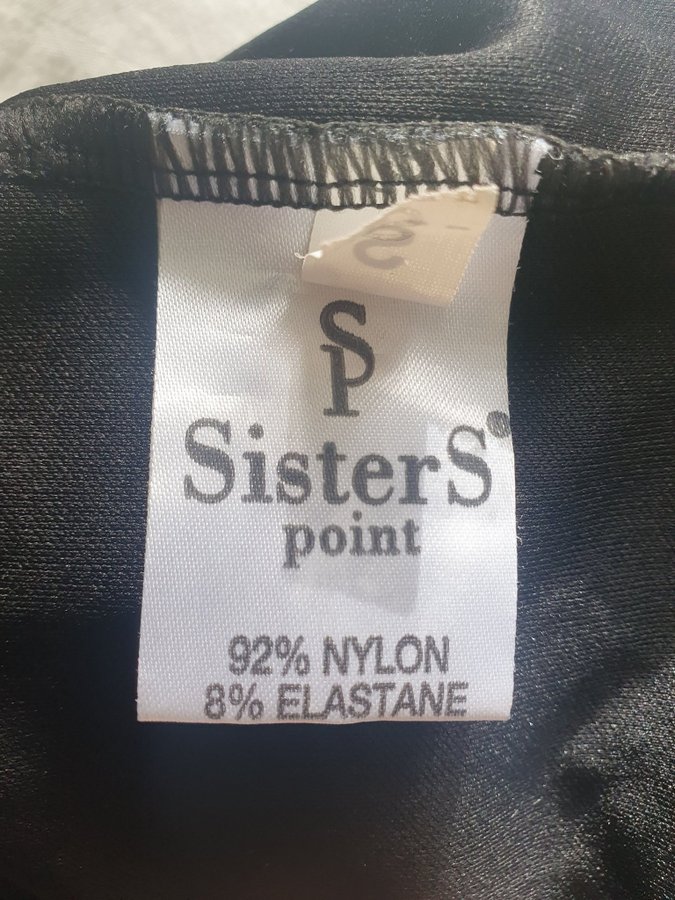 S
SP
SisterS®
point
92% NYLON
8% ELASTANE